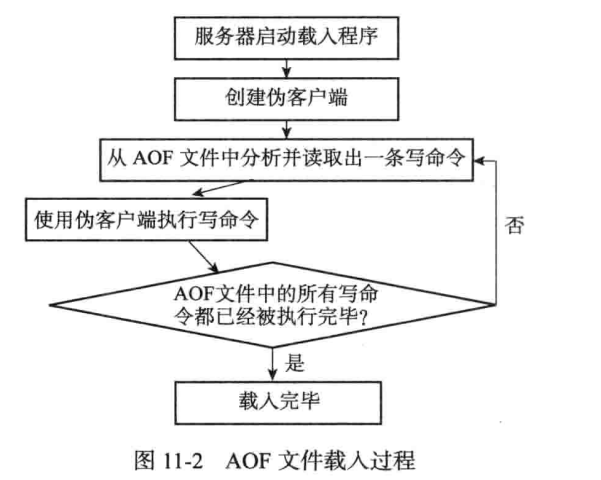 服务器启动载入程序
创建伪客户端
从 AOF 文件中分析并读取出一条写命令
使用伪客户端执行写命令
否
AOF文件中的所有写命
令都已经被执行完毕?
是
载入完毕
图 11-2 AOF 文件载入过程